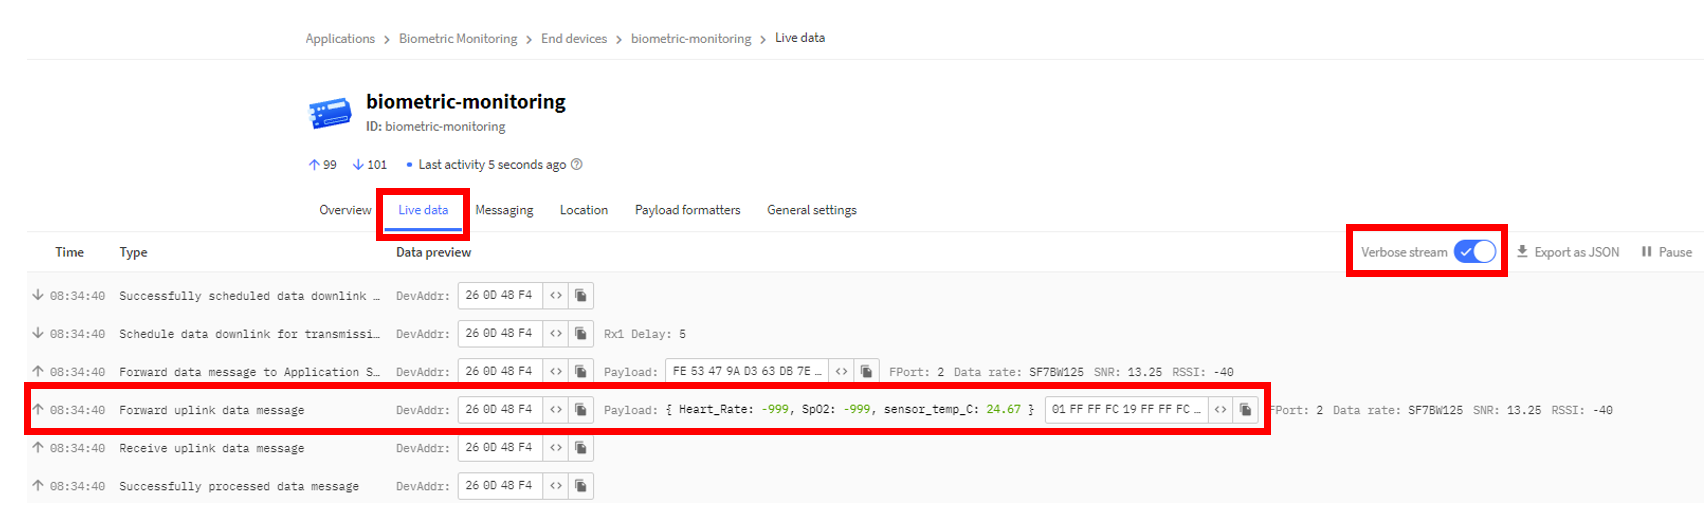 Applications > Biometric Monitoring > End devices > biometric-monitoring > Live data
biometric-monitoring
ID: biometric-monitoring
↑ 99 ↓ 101 • Last activity 5 seconds ago ?
Overview Live data Messaging Location Payload formatters General settings
Time Type Data preview Verbose stream Export as JSON Pause
↓ 08:34:40 Successfully scheduled data downlink … DevAddr: 26 0D 48 F4 <>
↓ 08:34:40 Schedule data downlink for transmissi… DevAddr: 26 0D 48 F4 <> Rx1 Delay: 5
↑ 08:34:40 Forward data message to Application S… DevAddr: 26 0D 48 F4 <> Payload: FE 53 47 9A D3 63 DB 7E … <> FPort: 2 Data rate: SF7BW125 SNR: 13.25 RSSI: -40
↑ 08:34:40 Forward uplink data message DevAddr: 26 0D 48 F4 <> Payload: { Heart_Rate: -999, SpO2: -999, sensor_temp_C: 24.67 } 01 FF FF FC 19 FF FF FC … <> FPort: 2 Data rate: SF7BW125 SNR: 13.25 RSSI: -40
↑ 08:34:40 Receive uplink data message DevAddr: 26 0D 48 F4 <>
↑ 08:34:40 Successfully processed data message DevAddr: 26 0D 48 F4 <>